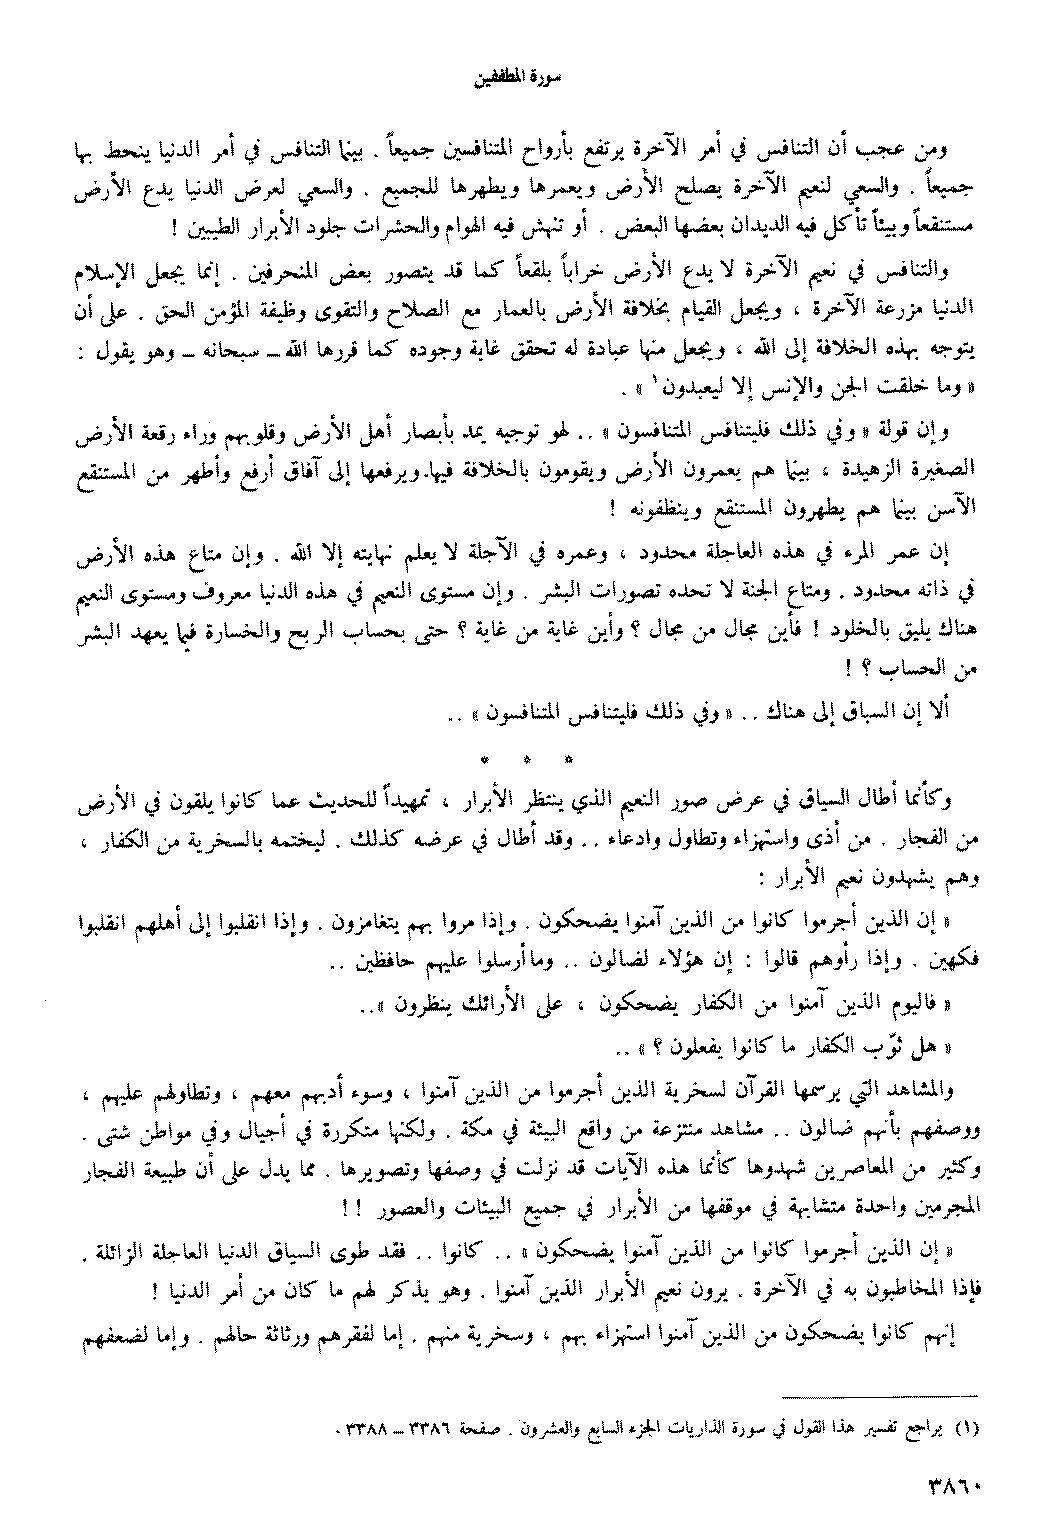 سورة المطففين
ومن عجب أن التنافس في أمر الآخرة يرتفع بأرواح المتنافسين جميعاً . بينما التنافس في أمر الدنيا ينحط بها
جميعاً . والسعي لنعيم الآخرة يصلح الأرض ويعمرها ويطهرها للجميع . والسعي لعرض الدنيا يدع الأرض
مستنقعاً وبيئاً تأكل فيه الديدان بعضها البعض . أو تنهش فيه الهوام والحشرات جلود الأبرار الطيبين !
والتنافس في نعيم الآخرة لا يدع الأرض خراباً بلقعاً كما قد يتصور بعض المنحرفين . إنما يجعل الإسلام
الدنيا مزرعة الآخرة ، ويجعل القيام بخلافة الأرض بالعمار مع الصلاح والتقوى وظيفة المؤمن الحق . على أن
يتوجه بهذه الخلافة إلى الله ، ويجعل منها عبادة له تحقق غاية وجوده كما قررها الله ــ سبحانه ــ وهو يقول :
« وما خلقت الجن والإنس إلا ليعبدون١ » .
وإن قولة « وفي ذلك فليتنافس المتنافسون » .. لهو توجيه يمد بأبصار أهل الأرض وقلوبهم وراء رقعة الأرض
الصغيرة الزهيدة ، بينما هم يعمرون الأرض ويقومون بالخلافة فيها. ويرفعها إلى آفاق أرفع وأطهر من المستنقع
الآسن بينما هم يطهرون المستنقع وينظفونه !
إن عمر المرء في هذه العاجلة محدود ، وعمره في الآجلة لا يعلم نهايته إلا الله . وإن متاع هذه الأرض
في ذاته محدود . ومتاع الجنة لا تحده تصورات البشر . وإن مستوى النعيم في هذه الدنيا معروف ومستوى النعيم
هناك يليق بالخلود ! فأين مجال من مجال ؟ وأين غاية من غاية ؟ حتى بحساب الربح والخسارة فيما يعهد البشر
من الحساب ؟ !
ألا إن السباق إلى هناك .. « وفي ذلك فليتنافس المتنافسون » ..
* * *
وكأنما أطال السياق في عرض صور النعيم الذي ينتظر الأبرار ، تمهيداً للحديث عما كانوا يلقون في الأرض
من الفجار . من أذى واستهزاء وتطاول وادعاء .. وقد أطال في عرضه كذلك . ليختمه بالسخرية من الكفار ،
وهم يشهدون نعيم الأبرار :
« إن الذين أجرموا كانوا من الذين آمنوا يضحكون . وإذا مروا بهم يتغامزون . وإذا انقلبوا إلى أهلهم انقلبوا
فكهين . وإذا رأوهم قالوا : إن هؤلاء لضالون .. وما أرسلوا عليهم حافظين ..
« فاليوم الذين آمنوا من الكفار يضحكون ، على الأرائك ينظرون »..
« هل ثوّب الكفار ما كانوا يفعلون ؟ » ..
والمشاهد التي يرسمها القرآن لسخرية الذين أجرموا من الذين آمنوا ، وسوء أدبهم معهم ، وتطاولهم عليهم ،
ووصفهم بأنهم ضالون .. مشاهد منتزعة من واقع البيئة في مكة . ولكنها متكررة في أجيال وفي مواطن شتى .
وكثير من المعاصرين شهدوها كأنما هذه الآيات قد نزلت في وصفها وتصويرها . مما يدل على أن طبيعة الفجار
المجرمين واحدة متشابهة في موقفها من الأبرار في جميع البيئات والعصور !!
« إن الذين أجرموا كانوا من الذين آمنوا يضحكون » .. كانوا .. فقد طوى السياق الدنيا العاجلة الزائلة .
فإذا المخاطبون به في الآخرة . يرون نعيم الأبرار الذين آمنوا . وهو يذكر لهم ما كان من أمر الدنيا !
إنهم كانوا يضحكون من الذين آمنوا استهزاء بهم ، وسخرية منهم . إما لفقرهم ورثاثة حالهم . وإما لضعفهم
(١) يراجع تفسير هذا القول في سورة الذاريات الجزء السابع والعشرون . صفحة ٣٣٨٦ ــ ٣٣٨٨ .
٣٨٦٠